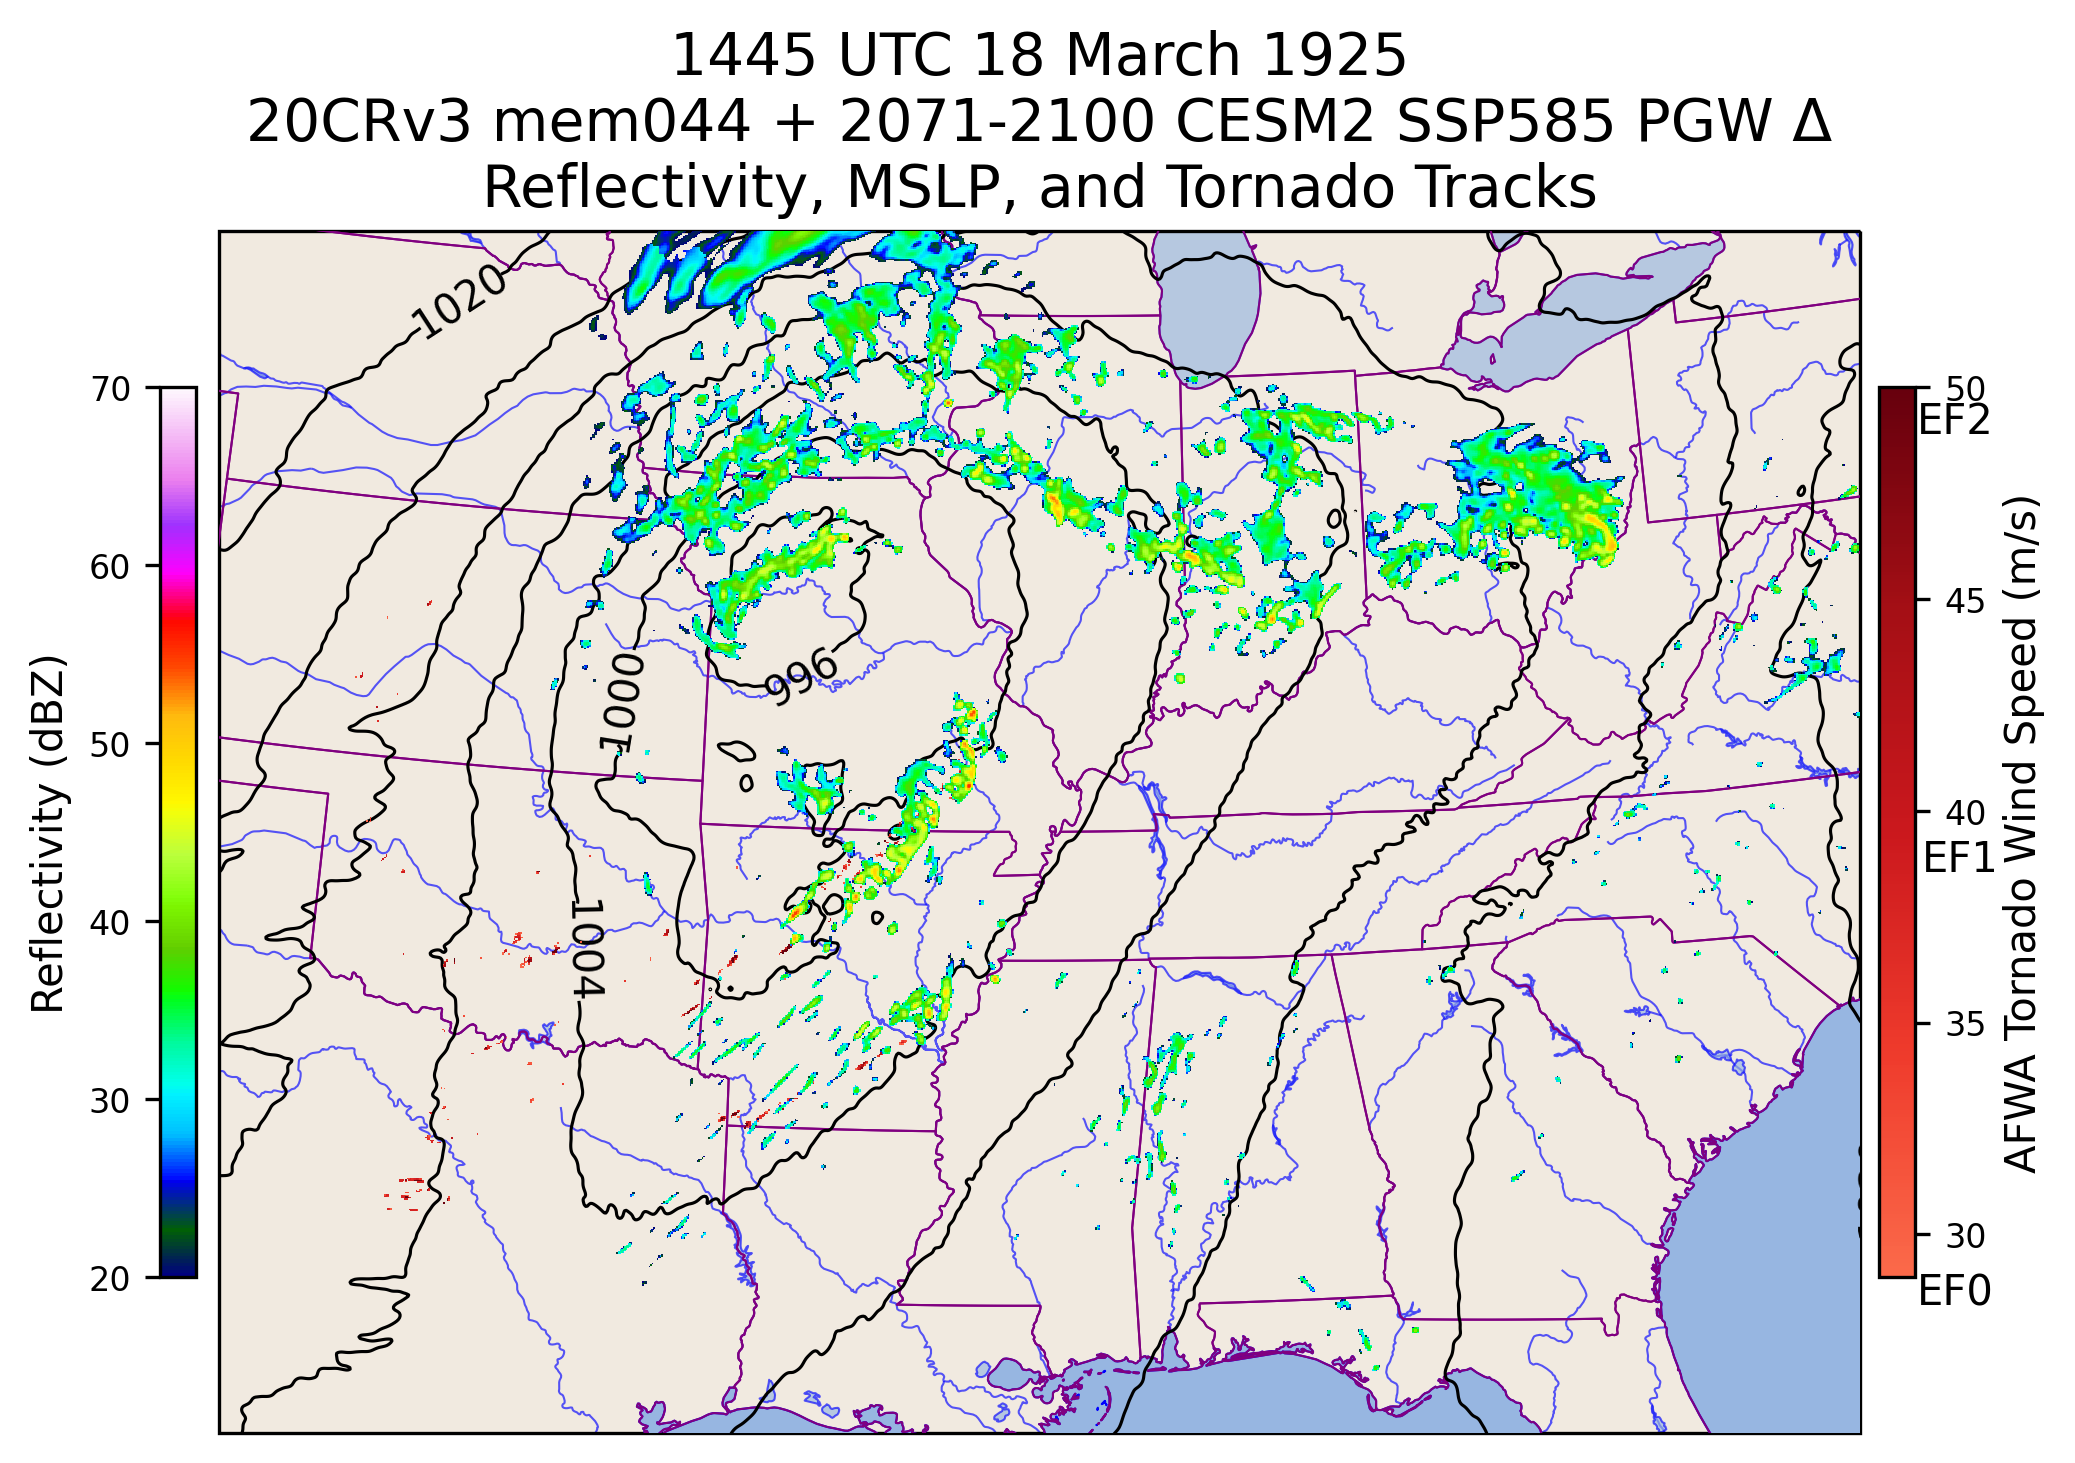 1445 UTC 18 March 1925
20CRv3 mem044 + 2071-2100 CESM2 SSP585 PGW Δ
Reflectivity, MSLP, and Tornado Tracks
Reflectivity (dBZ)
70
60
50
40
30
20
1020
1000
996
1004
50
EF2
45
40
EF1
35
30
EF0
AFWA Tornado Wind Speed (m/s)